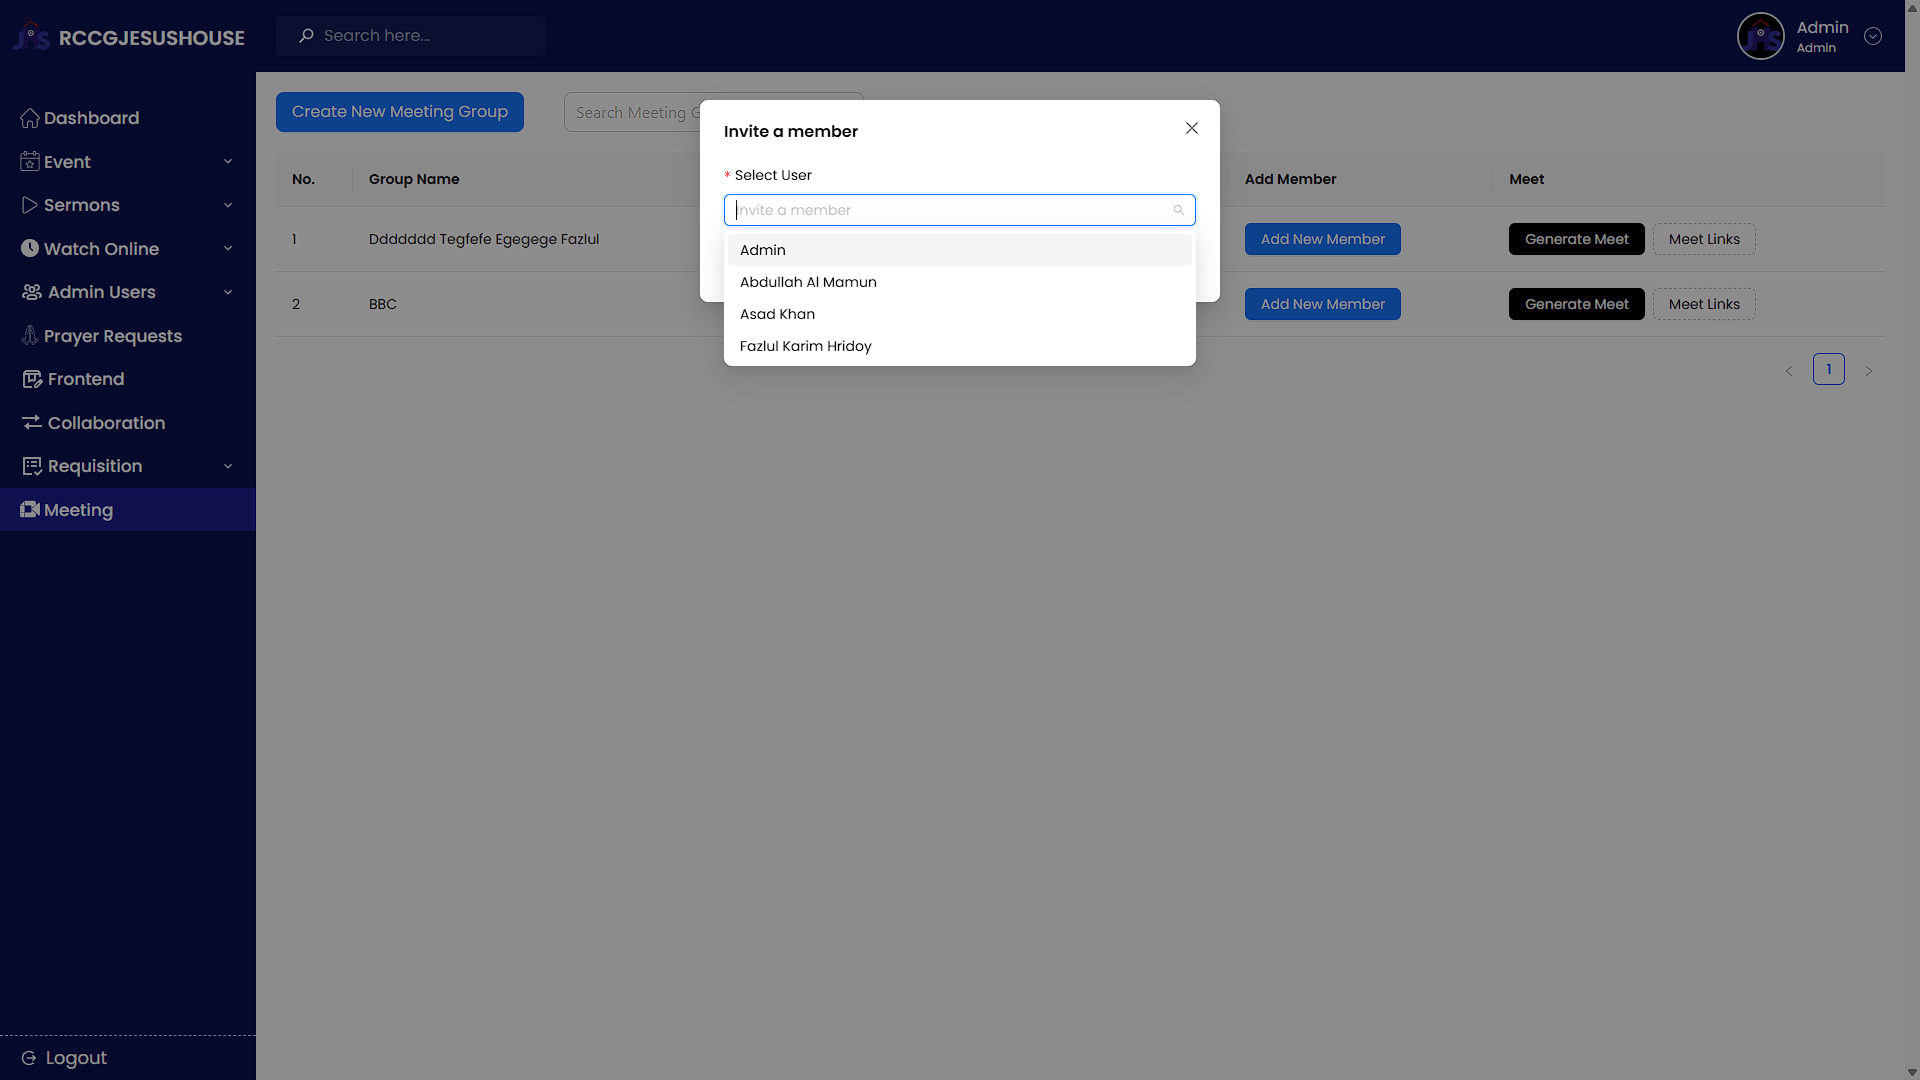 RCCGJESUSHOUSE
Search here...
Admin
Admin
Dashboard
Event
Sermons
Watch Online
Admin Users
Prayer Requests
Frontend
Collaboration
Requisition
Meeting
Logout
Create New Meeting Group
Search Meeting G
No. Group Name Add Member Meet
1 Ddddddd Tegfefe Egegege Fazlul Add New Member Generate Meet Meet Links
2 BBC Add New Member Generate Meet Meet Links
1
Invite a member
* Select User
Invite a member
Admin
Abdullah Al Mamun
Asad Khan
Fazlul Karim Hridoy